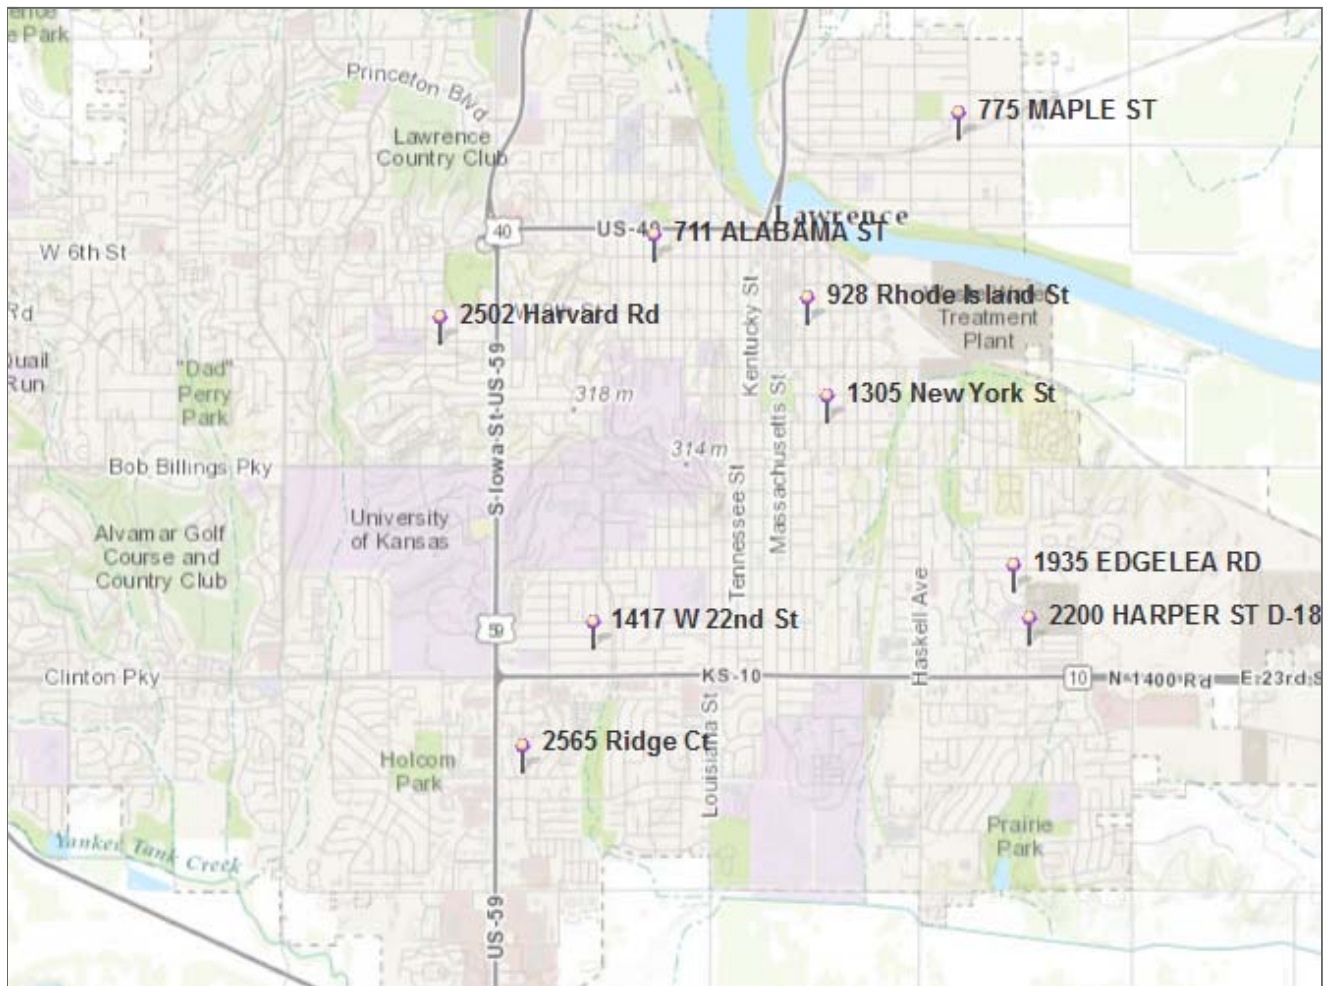 e Park
Princeton Blvd
Lawrence
Country Club
775 MAPLE ST
Lawrence
40
US-40
711 ALABAMA ST
W 6th St
Rd
2502 Harvard Rd
928 Rhode Island St
Treatment
Plant
Kentucky St
Quail
Run
"Dad"
Perry
Park
S-Iowa-St-US-59
318 m
1305 New York St
Massachusetts St
314 m
Bob Billings Pky
Tennessee St
University
of Kansas
Alvamar Golf
Course and
Country Club
1935 EDGELEA RD
Haskell Ave
1417 W 22nd St
2200 HARPER ST D-18
59
Clinton Pky
KS-10
10
N-1400-Rd
E-23rd-S
2565 Ridge Ct
Louisiana St
Holcom
Park
Prairie
Park
Yankee Tank Creek
US-59